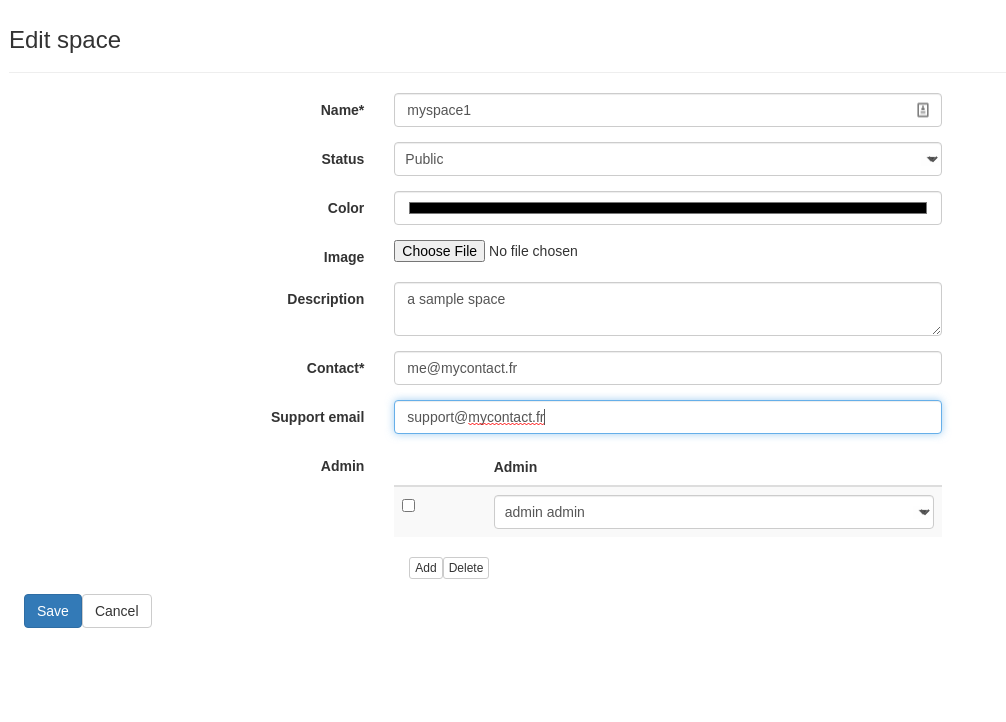 Edit space
Name* myspace1
Status Public
Color
Image Choose File No file chosen
Description a sample space
Contact* me@mycontact.fr
Support email support@mycontact.fr
Admin Admin
admin admin
Add Delete
Save Cancel